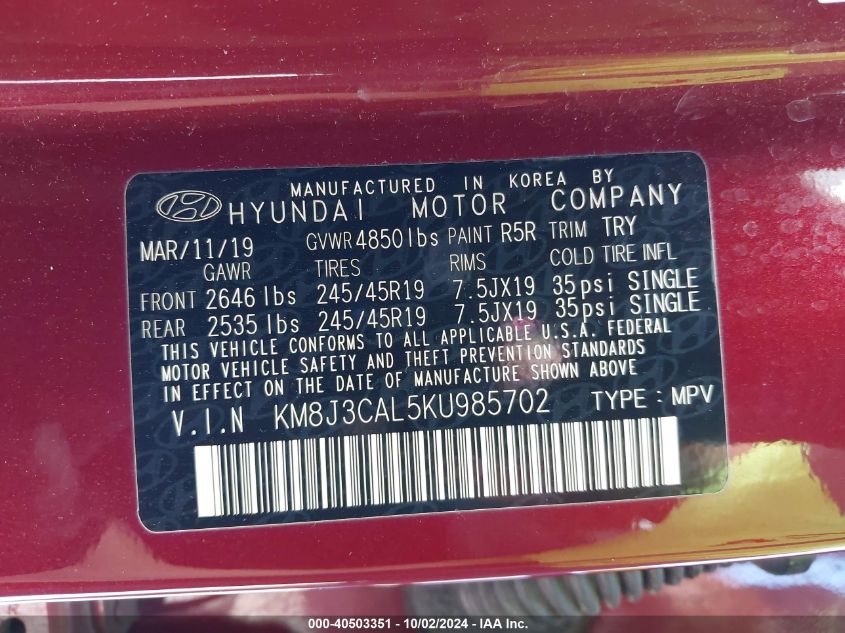 MANUFACTURED IN KOREA BY
HYUNDAI MOTOR COMPANY
MAR/11/19 GVWR 4850 lbs PAINT R5R TRIM TRY
GAWR TIRES RIMS COLD TIRE INFL
FRONT 2646 lbs 245/45R19 7.5JX19 35psi SINGLE
REAR 2535 lbs 245/45R19 7.5JX19 35psi SINGLE
THIS VEHICLE CONFORMS TO ALL APPLICABLE U.S.A. FEDERAL
MOTOR VEHICLE SAFETY AND THEFT PREVENTION STANDARDS
IN EFFECT ON THE DATE OF MANUFACTURE SHOWN ABOVE
V.I.N KM8J3CAL5KU985702 TYPE : MPV
000-40503351 - 10/02/2024 - IAA Inc.